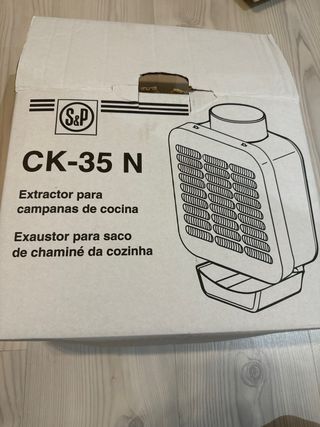 S&P
CK-35 N
Extractor para
campanas de cocina
Exaustor para saco
de chaminé da cozinha